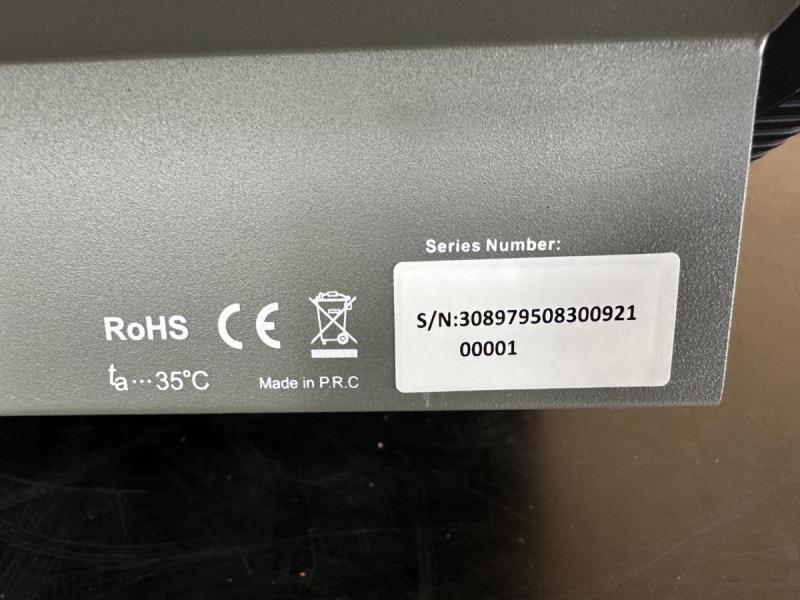 Series Number:
S/N:308979508300921
00001
RoHS CE
ta...35°C
Made in P.R.C